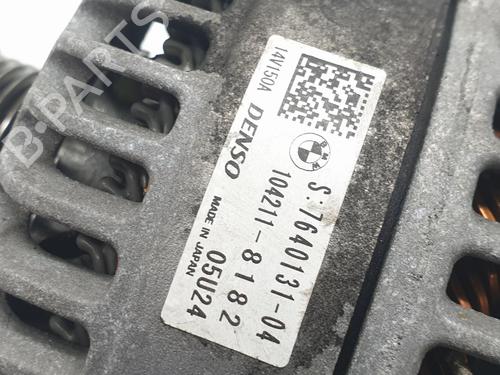 B-PARTS
14V150A
DENSO
MADE IN JAPAN
S:7640131-04
104211-8182
05U24